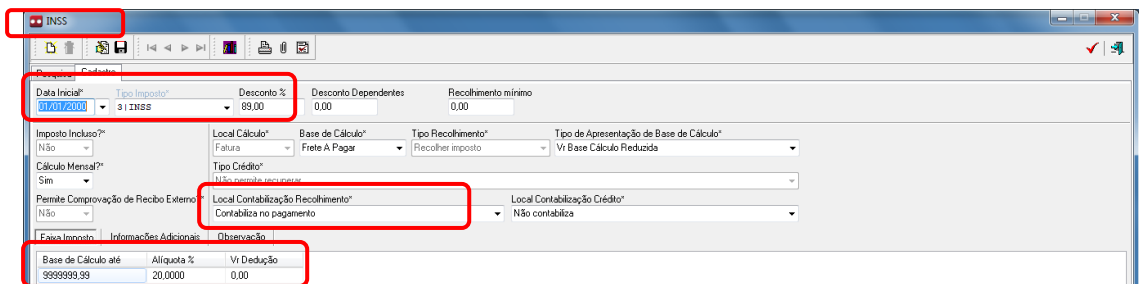 INSS
Pesquisa Cadastro
Data Inicial* Tipo Imposto* Desconto % Desconto Dependentes Recolhimento mínimo
01/01/2000 3|INSS 89,00 0,00 0,00
Imposto Incluso?* Local Cálculo* Base de Cálculo* Tipo Recolhimento* Tipo de Apresentação de Base de Cálculo*
Não Fatura Frete A Pagar Recolher imposto Vr Base Cálculo Reduzida
Cálculo Mensal?* Tipo Crédito*
Sim Não permite recuperar
Permite Comprovação de Recibo Externo?* Local Contabilização Recolhimento* Local Contabilização Crédito*
Não Contabiliza no pagamento Não contabiliza
Faixa Imposto Informações Adicionais Observação
Base de Cálculo até Alíquota % Vr Dedução
9999999,99 20,0000 0,00